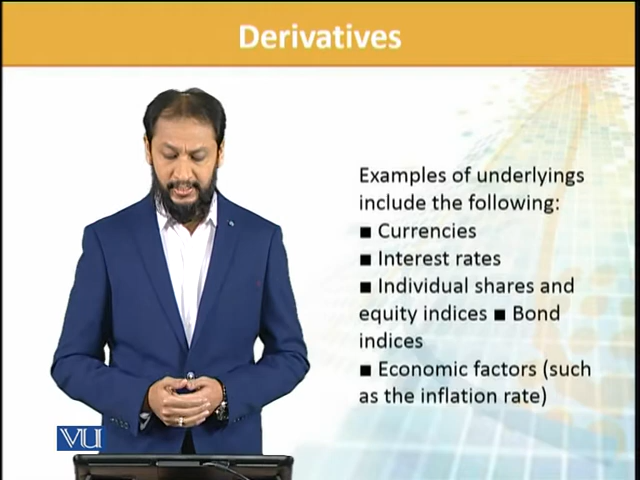 Derivatives
Examples of underlyings
include the following:
■ Currencies
■ Interest rates
■ Individual shares and
equity indices ■ Bond
indices
■ Economic factors (such
as the inflation rate)
VU